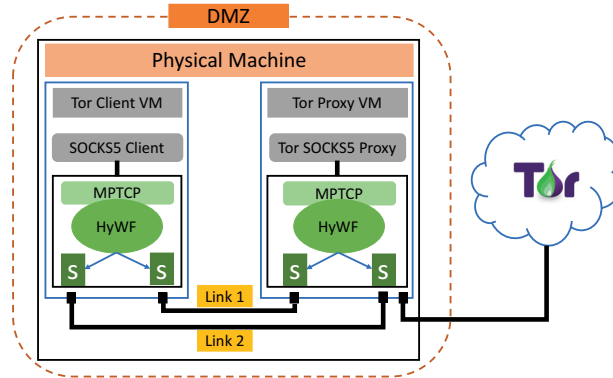 DMZ
Physical Machine
Tor Client VM
Tor Proxy VM
SOCKS5 Client
Tor SOCKS5 Proxy
MPTCP
MPTCP
HyWF
HyWF
S
S
S
S
Link 1
Link 2
Tor